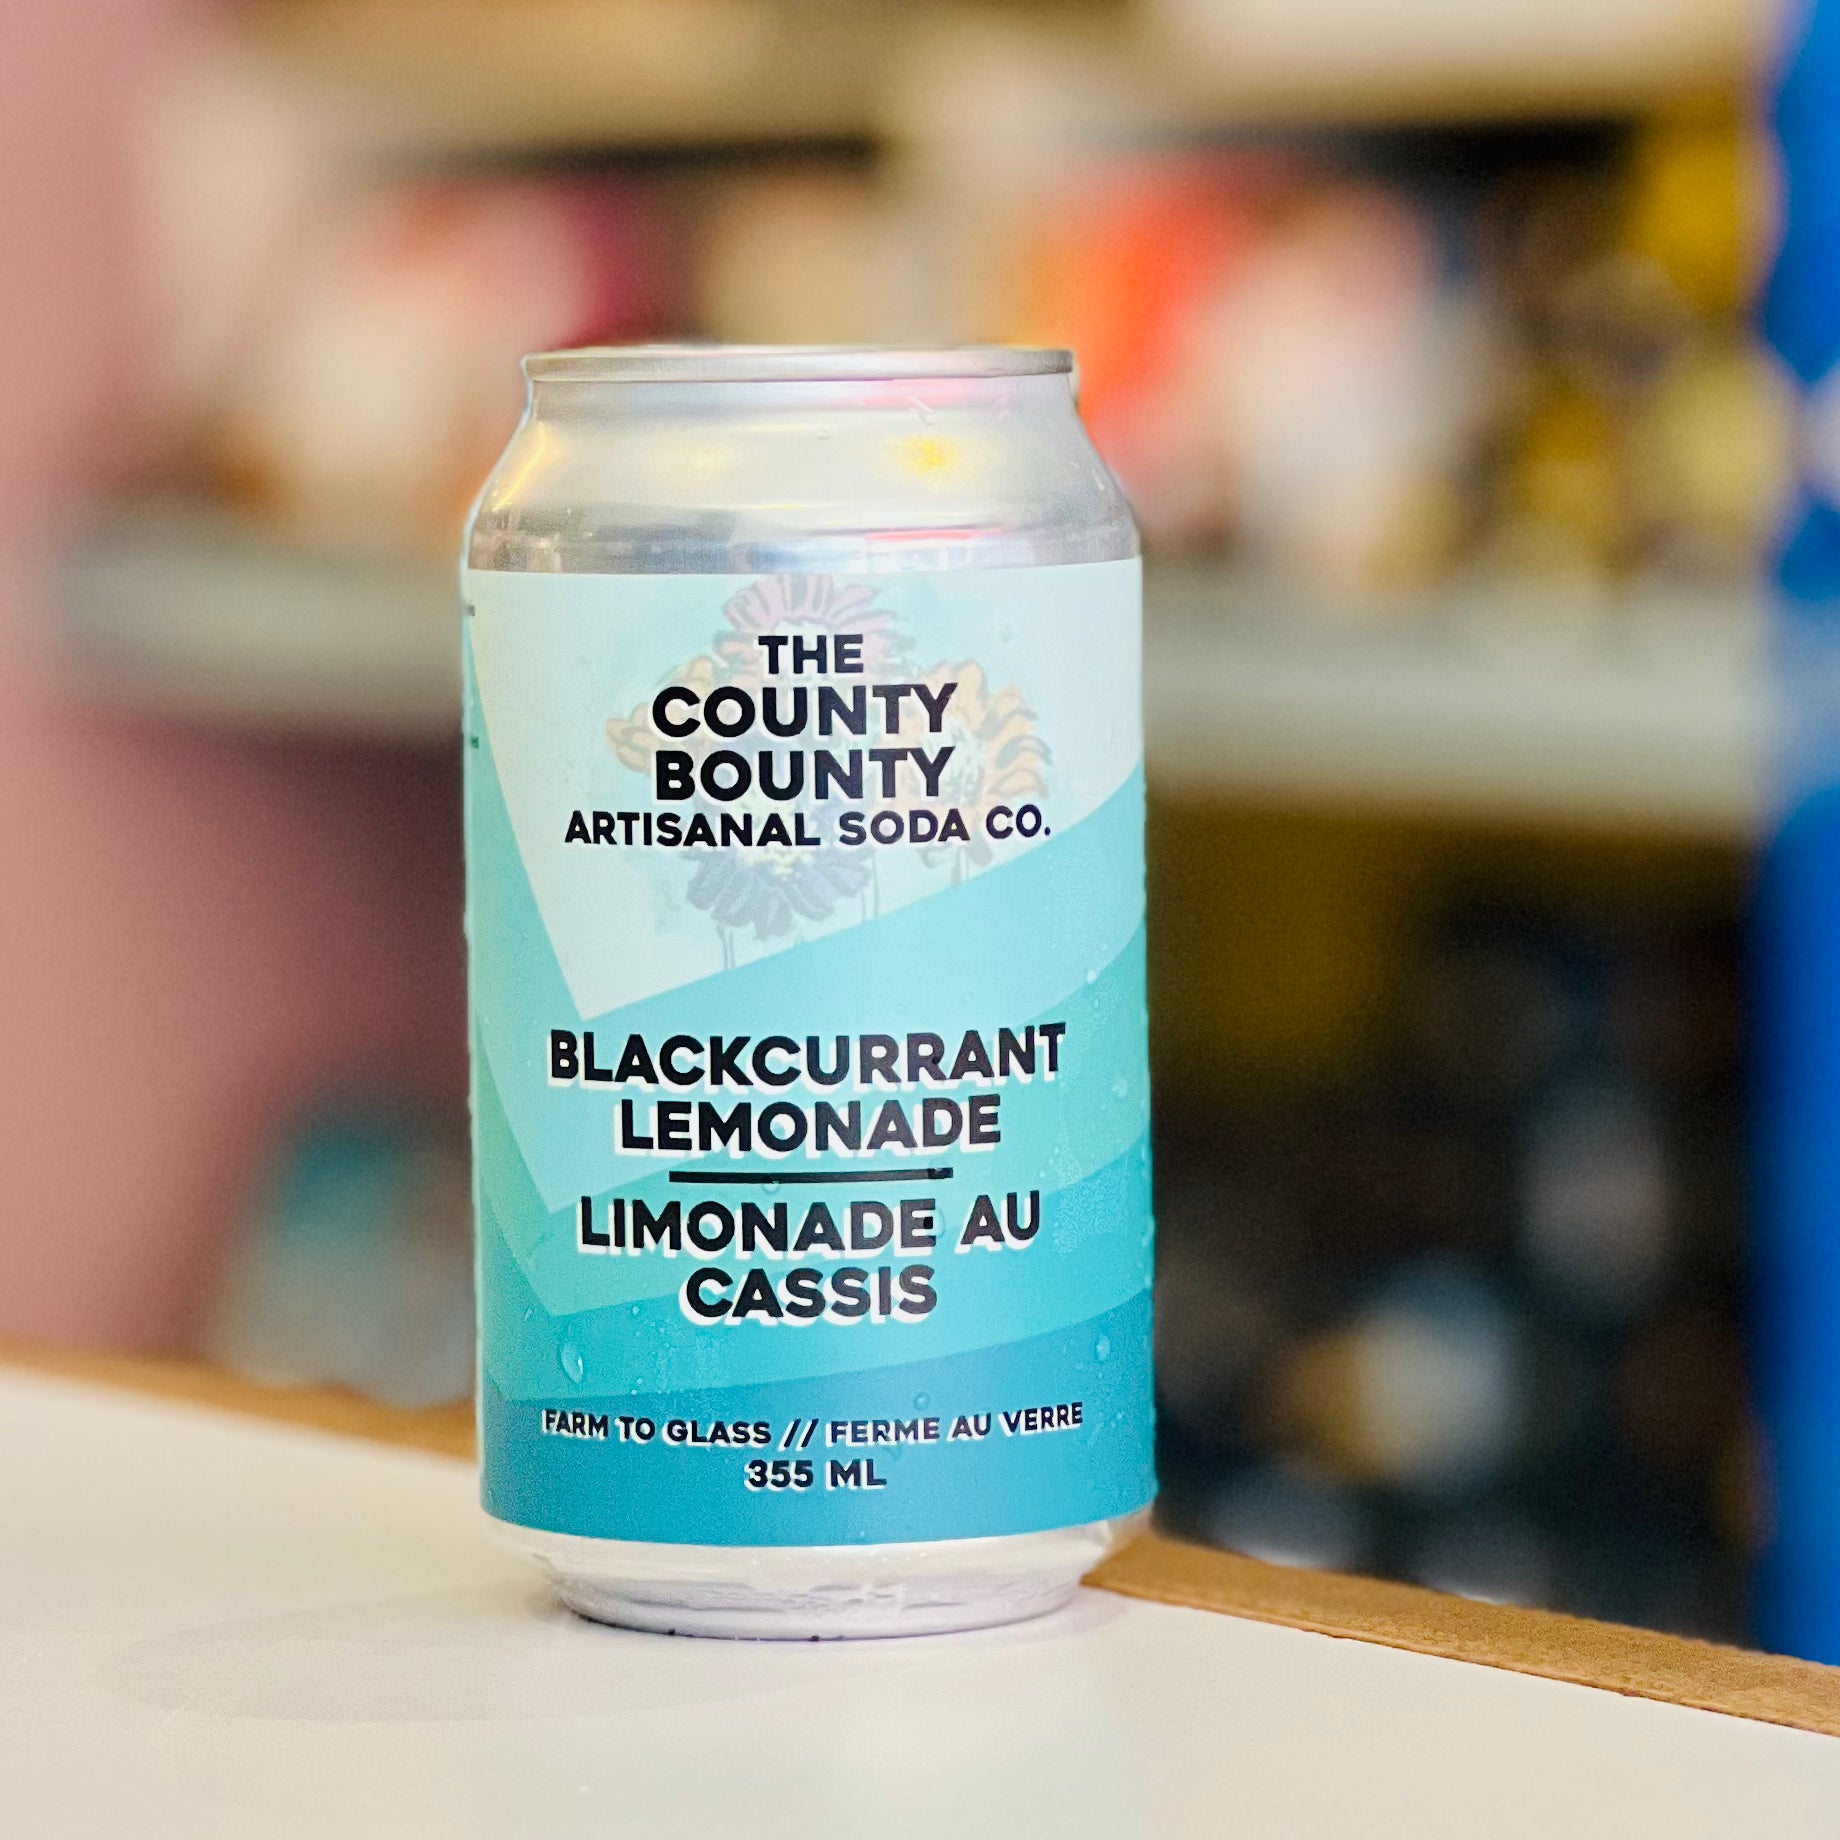 THE
COUNTY
BOUNTY
ARTISANAL SODA CO.
BLACKCURRANT
LEMONADE
LIMONADE AU
CASSIS
FARM TO GLASS // FERME AU VERRE
355 ML